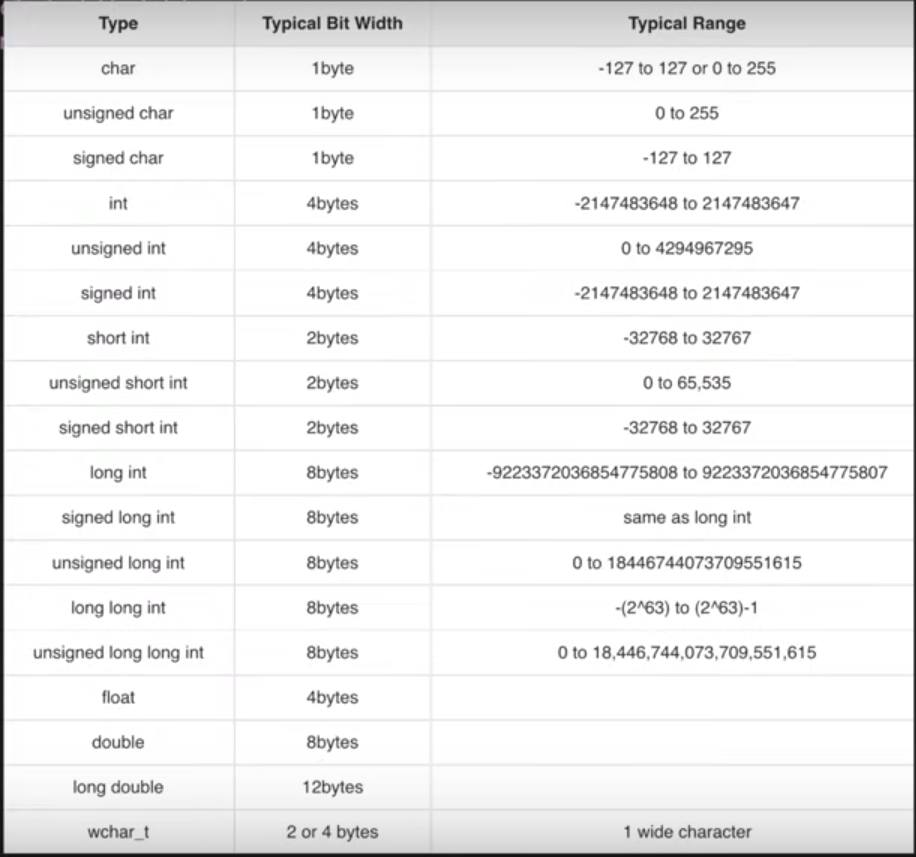 Type Typical Bit Width Typical Range
char 1byte -127 to 127 or 0 to 255
unsigned char 1byte 0 to 255
signed char 1byte -127 to 127
int 4bytes -2147483648 to 2147483647
unsigned int 4bytes 0 to 4294967295
signed int 4bytes -2147483648 to 2147483647
short int 2bytes -32768 to 32767
unsigned short int 2bytes 0 to 65,535
signed short int 2bytes -32768 to 32767
long int 8bytes -9223372036854775808 to 9223372036854775807
signed long int 8bytes same as long int
unsigned long int 8bytes 0 to 18446744073709551615
long long int 8bytes -(2^63) to (2^63)-1
unsigned long long int 8bytes 0 to 18,446,744,073,709,551,615
float 4bytes
double 8bytes
long double 12bytes
wchar_t 2 or 4 bytes 1 wide character